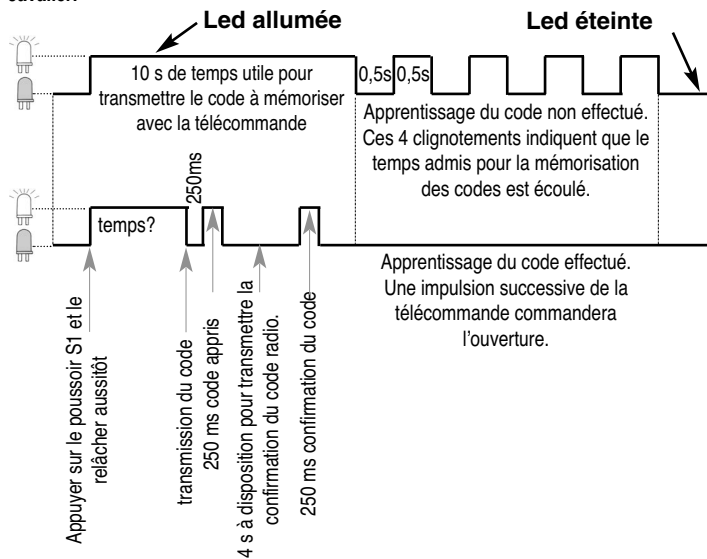 cavalier.
Led allumée
Led éteinte
10 s de temps utile pour
transmettre le code à mémoriser
avec la télécommande
0,5s 0,5s
Apprentissage du code non effectué.
Ces 4 clignotements indiquent que le
temps admis pour la mémorisation
des codes est écoulé.
250ms
temps?
Apprentissage du code effectué.
Une impulsion successive de la
télécommande commandera
l'ouverture.
Appuyer sur le poussoir S1 et le
relâcher aussitôt
transmission du code
250 ms code appris
4 s à disposition pour transmettre la
confirmation du code radio.
250 ms confirmation du code